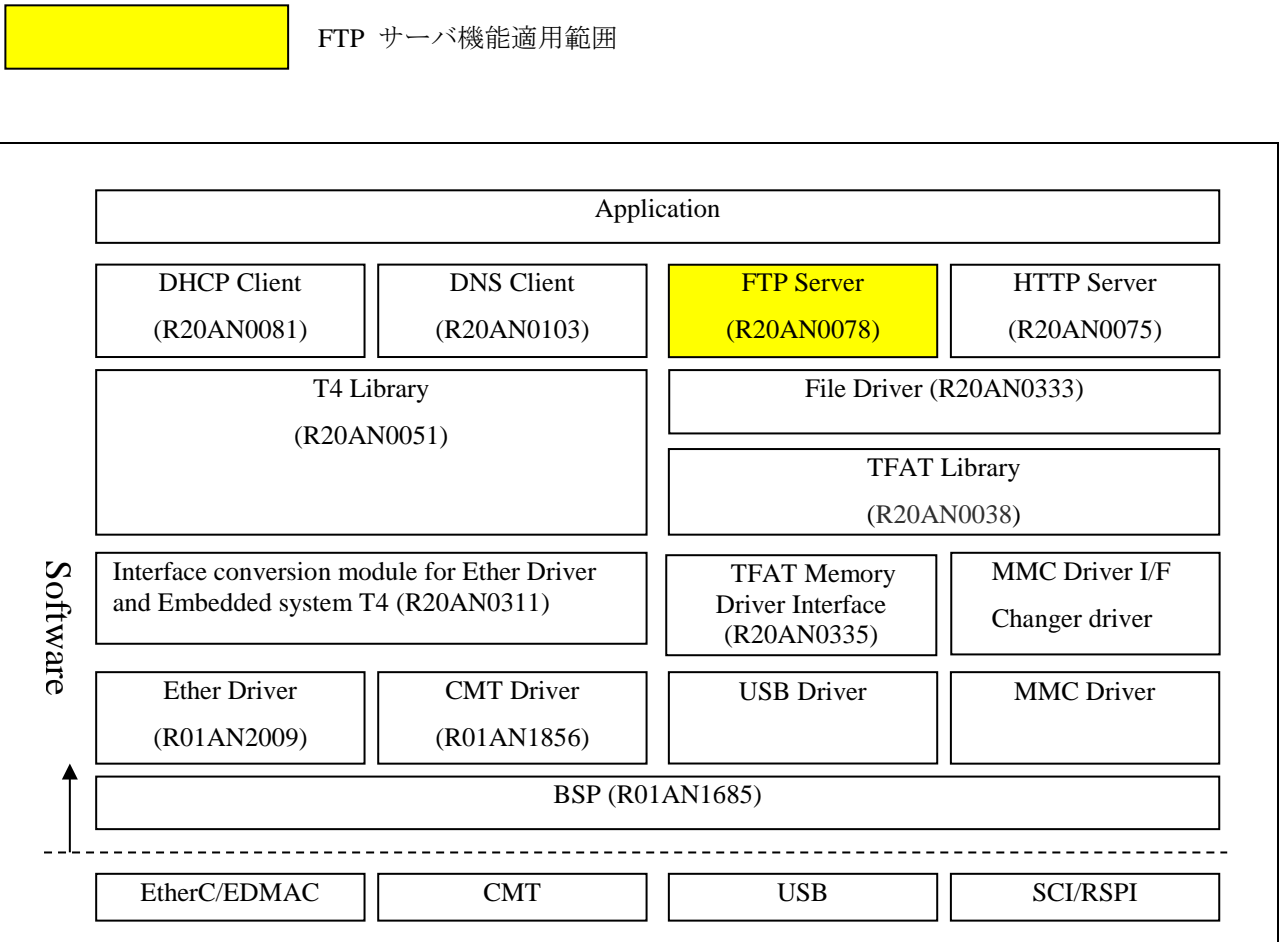 FTP サーバ機能適用範囲
Application
DHCP Client
(R20AN0081)
DNS Client
(R20AN0103)
FTP Server
(R20AN0078)
HTTP Server
(R20AN0075)
T4 Library
(R20AN0051)
File Driver (R20AN0333)
TFAT Library
(R20AN0038)
Software
Interface conversion module for Ether Driver
and Embedded system T4 (R20AN0311)
TFAT Memory
Driver Interface
(R20AN0335)
MMC Driver I/F
Changer driver
Ether Driver
(R01AN2009)
CMT Driver
(R01AN1856)
USB Driver
MMC Driver
BSP (R01AN1685)
EtherC/EDMAC
CMT
USB
SCI/RSPI